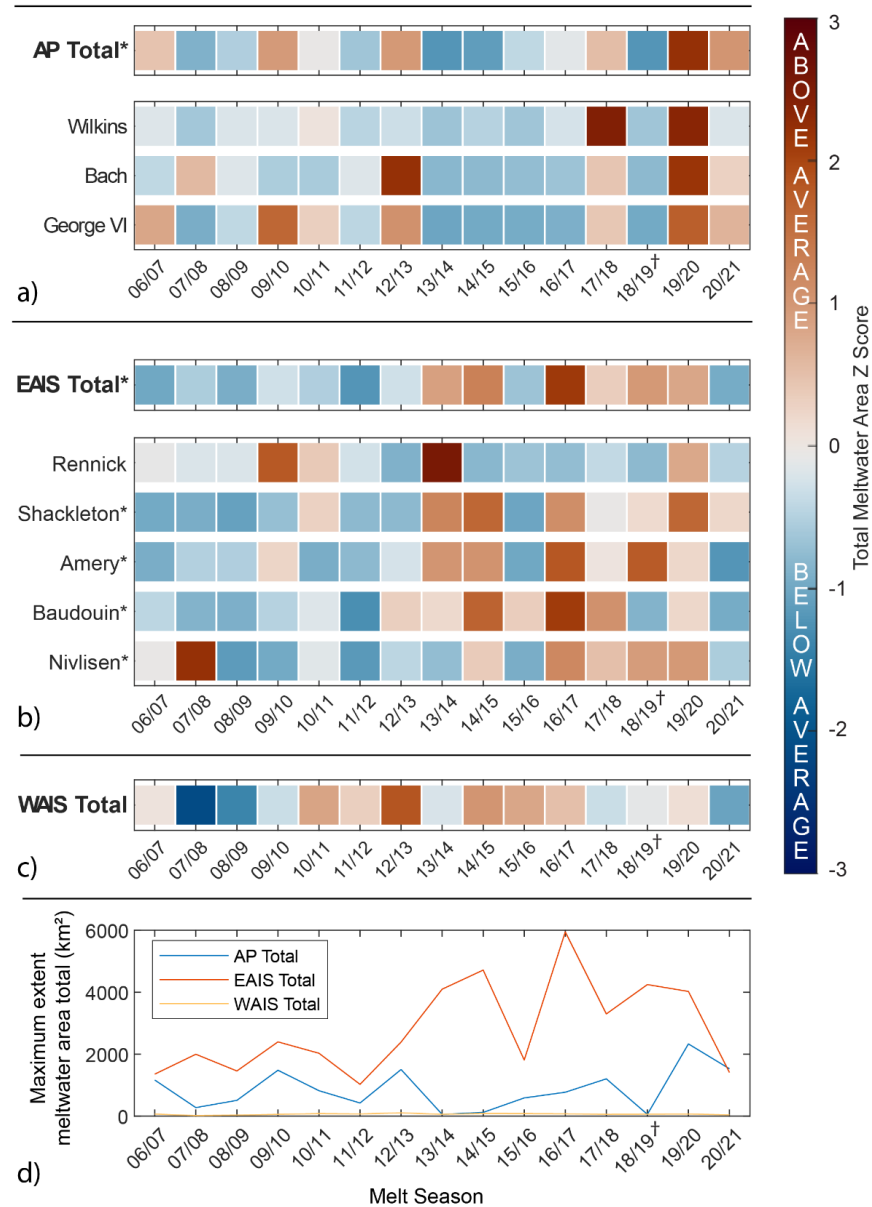 AP Total*
Wilkins
Bach
George VI
06/07 07/08 08/09 09/10 10/11 11/12 12/13 13/14 14/15 15/16 16/17 17/18 18/19☨ 19/20 20/21
a)
EAIS Total*
Rennick
Shackleton*
Amery*
Baudouin*
Nivlisen*
06/07 07/08 08/09 09/10 10/11 11/12 12/13 13/14 14/15 15/16 16/17 17/18 18/19☨ 19/20 20/21
b)
WAIS Total
06/07 07/08 08/09 09/10 10/11 11/12 12/13 13/14 14/15 15/16 16/17 17/18 18/19☨ 19/20 20/21
c)
3
2
1
0
-1
-2
-3
ABOVE AVERAGE
BELOW AVERAGE
Total Meltwater Area Z Score
Maximum extent
meltwater area total (km²)
6000
4000
2000
0
AP Total
EAIS Total
WAIS Total
06/07 07/08 08/09 09/10 10/11 11/12 12/13 13/14 14/15 15/16 16/17 17/18 18/19☨ 19/20 20/21
d)
Melt Season